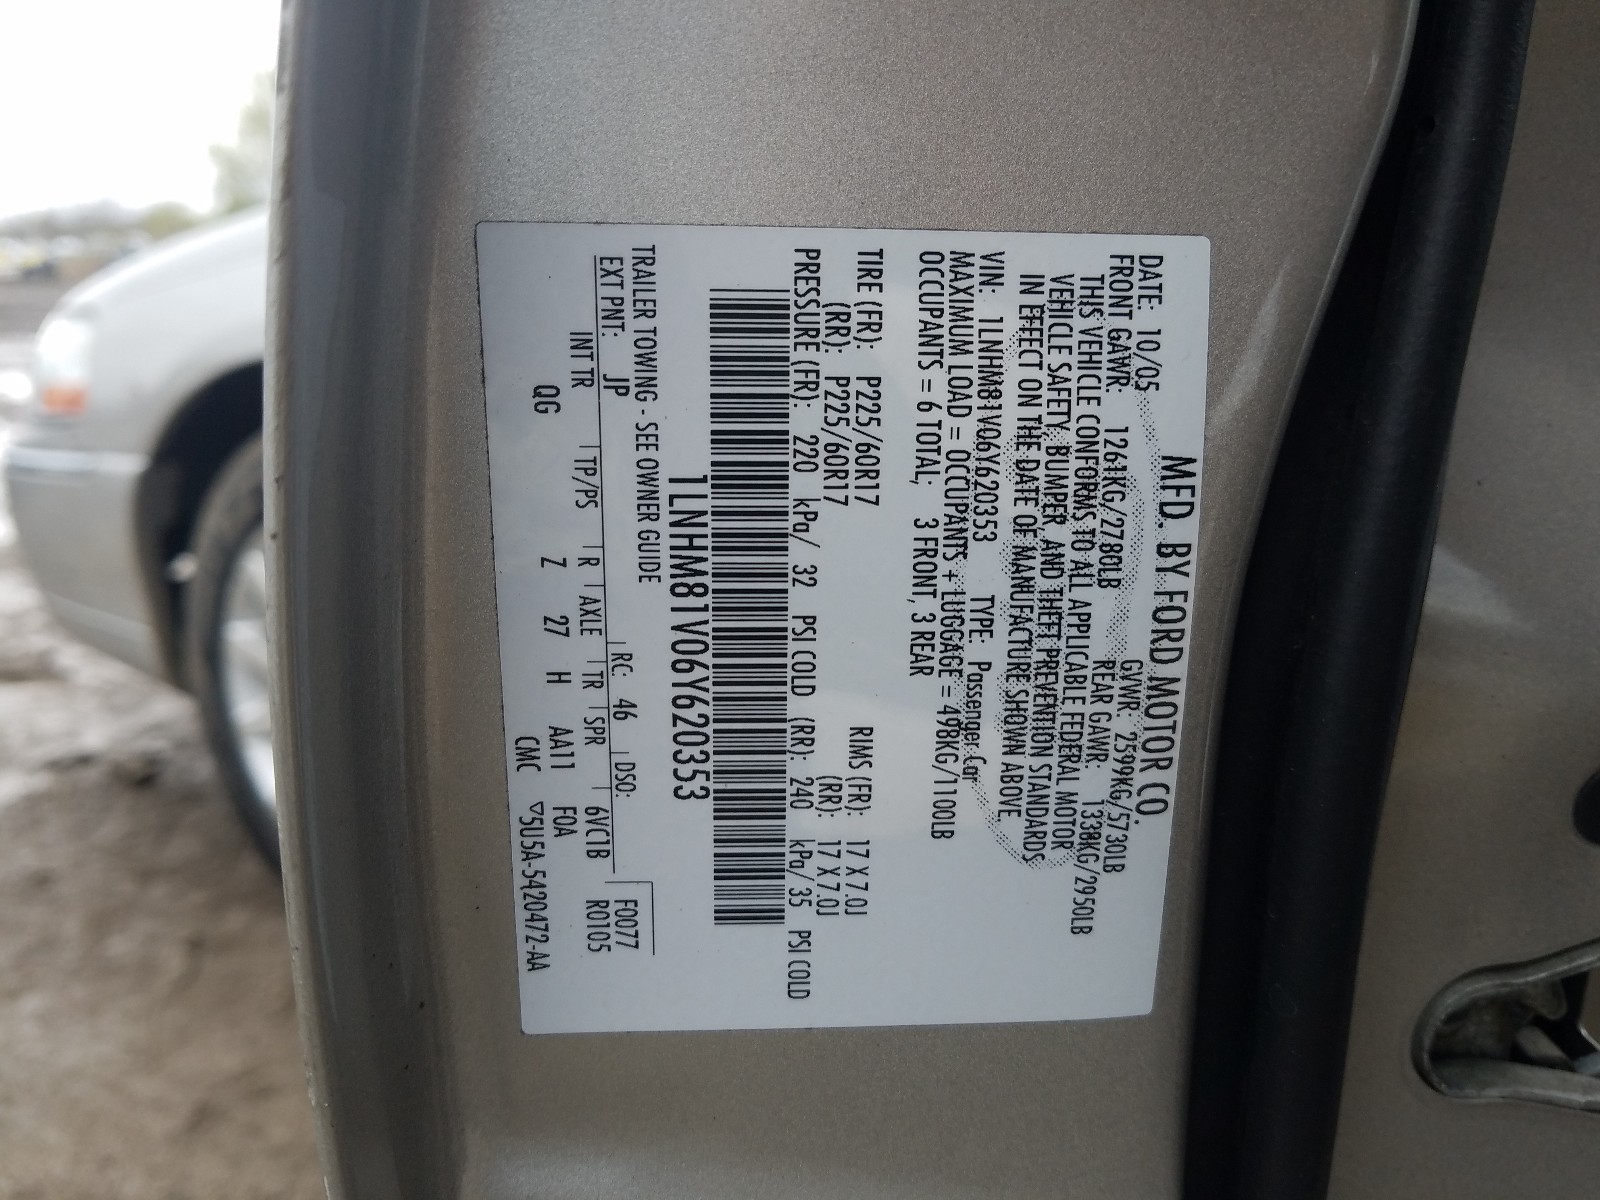 MFD. BY FORD MOTOR CO.
DATE: 10/05 GVWR: 2599KG/5730LB
FRONT GAWR: 1261KG/2780LB REAR GAWR: 1338KG/2950LB
THIS VEHICLE CONFORMS TO ALL APPLICABLE FEDERAL MOTOR
VEHICLE SAFETY, BUMPER, AND THEFT PREVENTION STANDARDS
IN EFFECT ON THE DATE OF MANUFACTURE SHOWN ABOVE.
VIN: 1LNHM81V06Y620353 TYPE: Passenger Car
MAXIMUM LOAD = OCCUPANTS + LUGGAGE = 498KG/1100LB
OCCUPANTS = 6 TOTAL; 3 FRONT, 3 REAR
TIRE (FR): P225/60R17 RIMS (FR): 17 X 7.0J
(RR): P225/60R17 (RR): 17 X 7.0J
PRESSURE (FR): 220 kPa/ 32 PSI COLD (RR): 240 kPa/ 35 PSI COLD
1LNHM81V06Y620353
TRAILER TOWING - SEE OWNER GUIDE
EXT PNT: JP RC: 46 DSO: F0077
INT TR TP/PS R AXLE TR SPR 6VC1B R0105
QG Z 27 H AA11 FOA
CMC ▽5U5A-5420472-AA